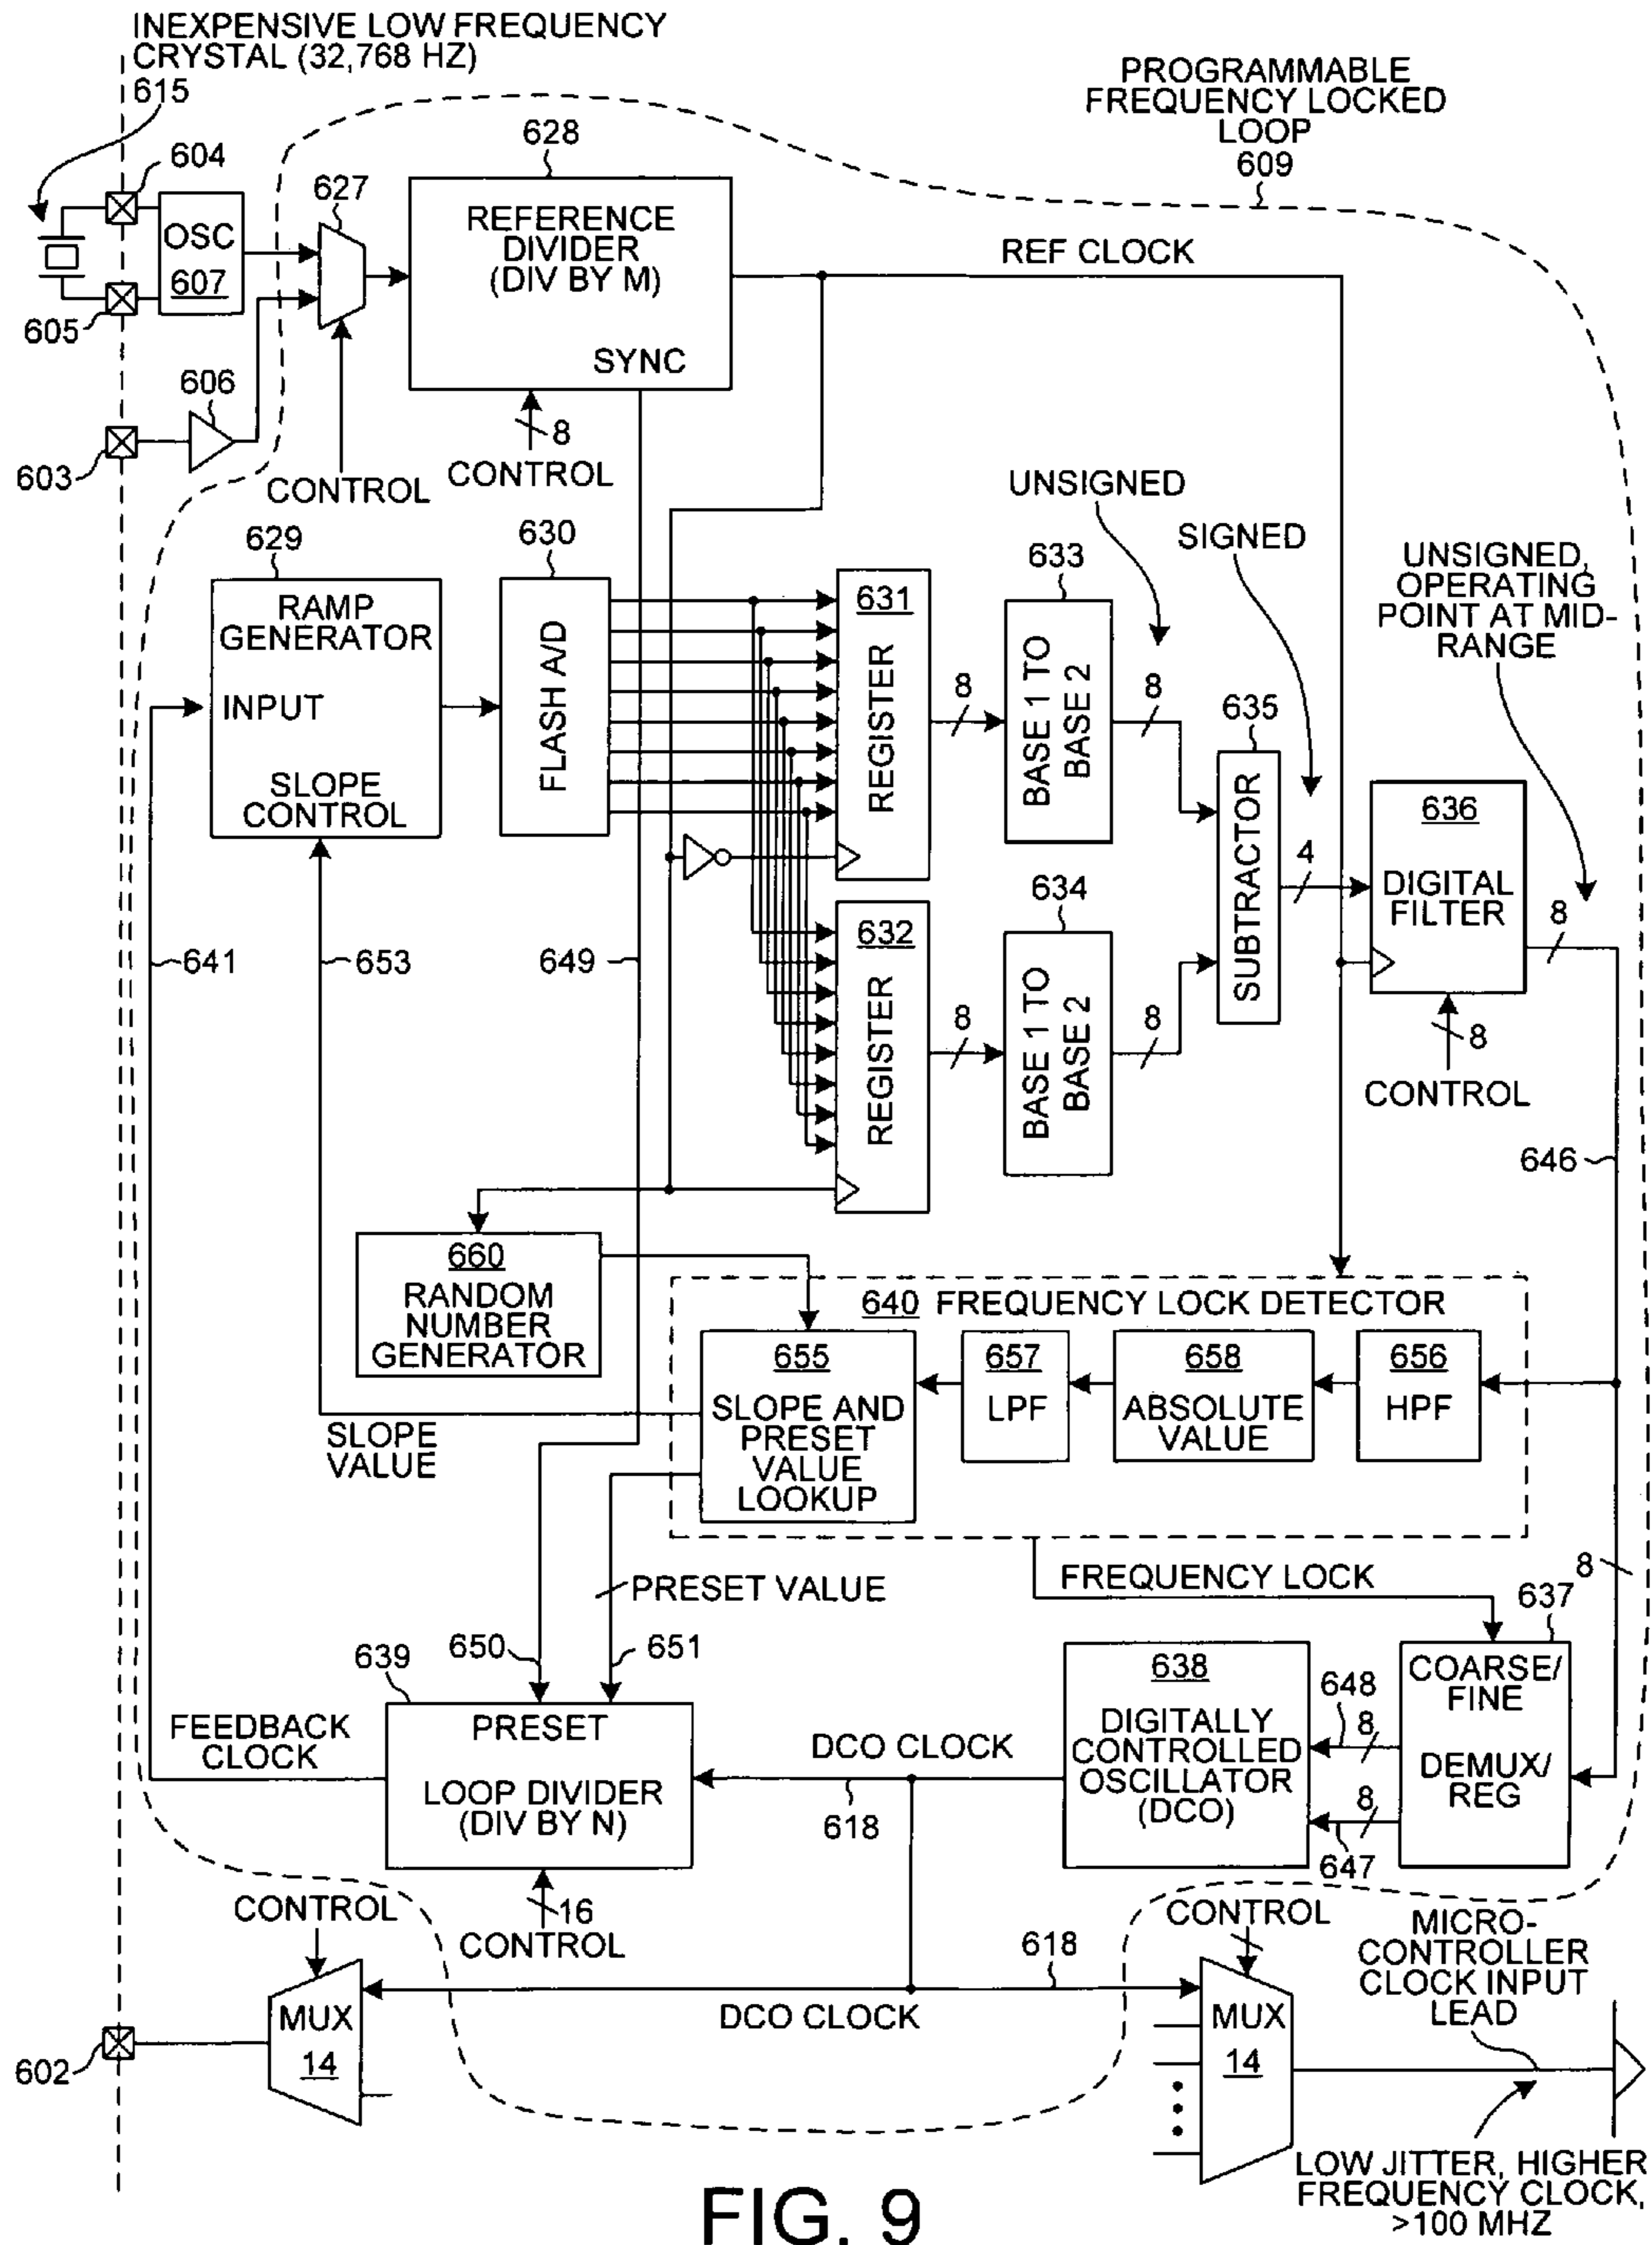 INEXPENSIVE LOW FREQUENCY
CRYSTAL (32,768 HZ)
615
604
605
OSC
607
606
603
627
CONTROL
628
REFERENCE
DIVIDER
(DIV BY M)
SYNC
8
CONTROL
PROGRAMMABLE
FREQUENCY LOCKED
LOOP
609
REF CLOCK
629
RAMP
GENERATOR
INPUT
SLOPE
CONTROL
630
FLASH A/D
631
REGISTER
8
632
REGISTER
8
633
BASE 1 TO
BASE 2
8
634
BASE 1 TO
BASE 2
8
UNSIGNED
SIGNED
635
SUBTRACTOR
4
UNSIGNED,
OPERATING
POINT AT MID-
RANGE
636
DIGITAL
FILTER
8
8
CONTROL
646
641
653
649
660
RANDOM
NUMBER
GENERATOR
SLOPE
VALUE
640 FREQUENCY LOCK DETECTOR
655
SLOPE AND
PRESET
VALUE
LOOKUP
657
LPF
658
ABSOLUTE
VALUE
656
HPF
PRESET VALUE
FREQUENCY LOCK
8
637
COARSE/
FINE
DEMUX/
REG
648
8
8
647
638
DIGITALLY
CONTROLLED
OSCILLATOR
(DCO)
DCO CLOCK
618
650
651
639
PRESET
LOOP DIVIDER
(DIV BY N)
16
CONTROL
FEEDBACK
CLOCK
CONTROL
MUX
14
602
DCO CLOCK
618
CONTROL
MUX
14
MICRO-
CONTROLLER
CLOCK INPUT
LEAD
LOW JITTER, HIGHER
FREQUENCY CLOCK,
>100 MHZ
FIG. 9